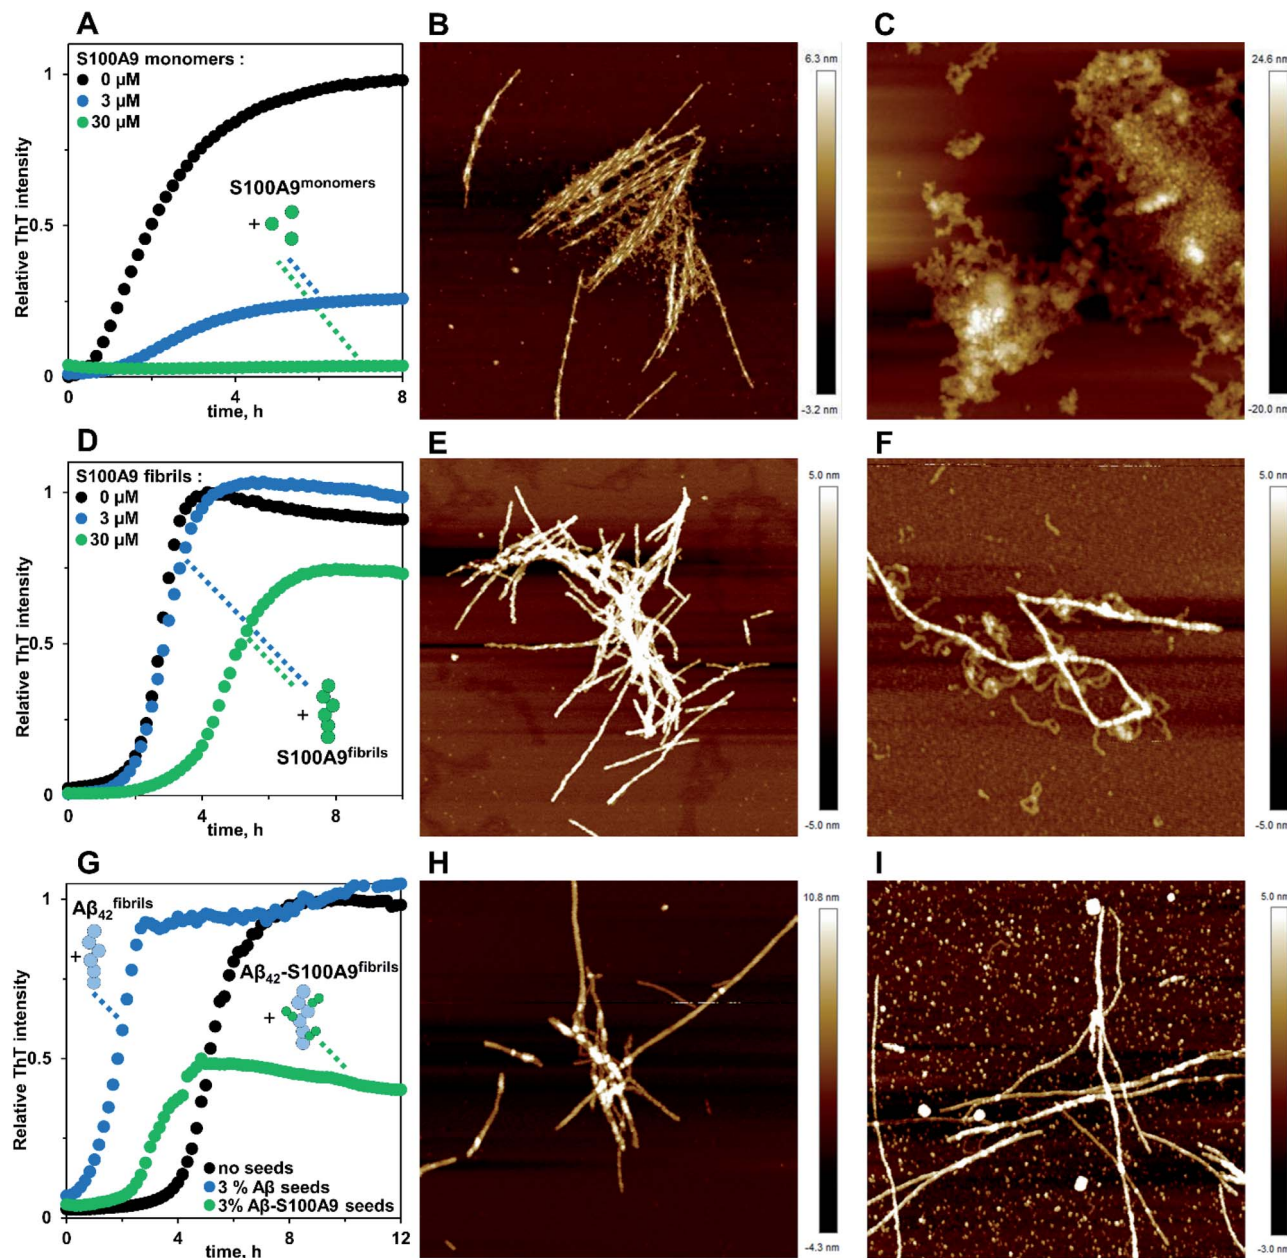 A
B
C
S100A9 monomers :
0 µM
3 µM
30 µM
1
0.5
0
Relative ThT intensity
S100A9monomers
+
0
4
8
time, h
6.3 nm
-3.2 nm
24.6 nm
-20.0 nm
D
E
F
S100A9 fibrils :
0 µM
3 µM
30 µM
1
0.5
0
Relative ThT intensity
+
S100A9fibrils
0
4
8
time, h
5.0 nm
-5.0 nm
5.0 nm
-5.0 nm
G
H
I
Aβ42fibrils
+
Aβ42-S100A9fibrils
+
1
0.5
0
Relative ThT intensity
no seeds
3 % Aβ seeds
3% Aβ-S100A9 seeds
0
4
8
12
time, h
10.8 nm
-4.3 nm
5.0 nm
-3.0 nm